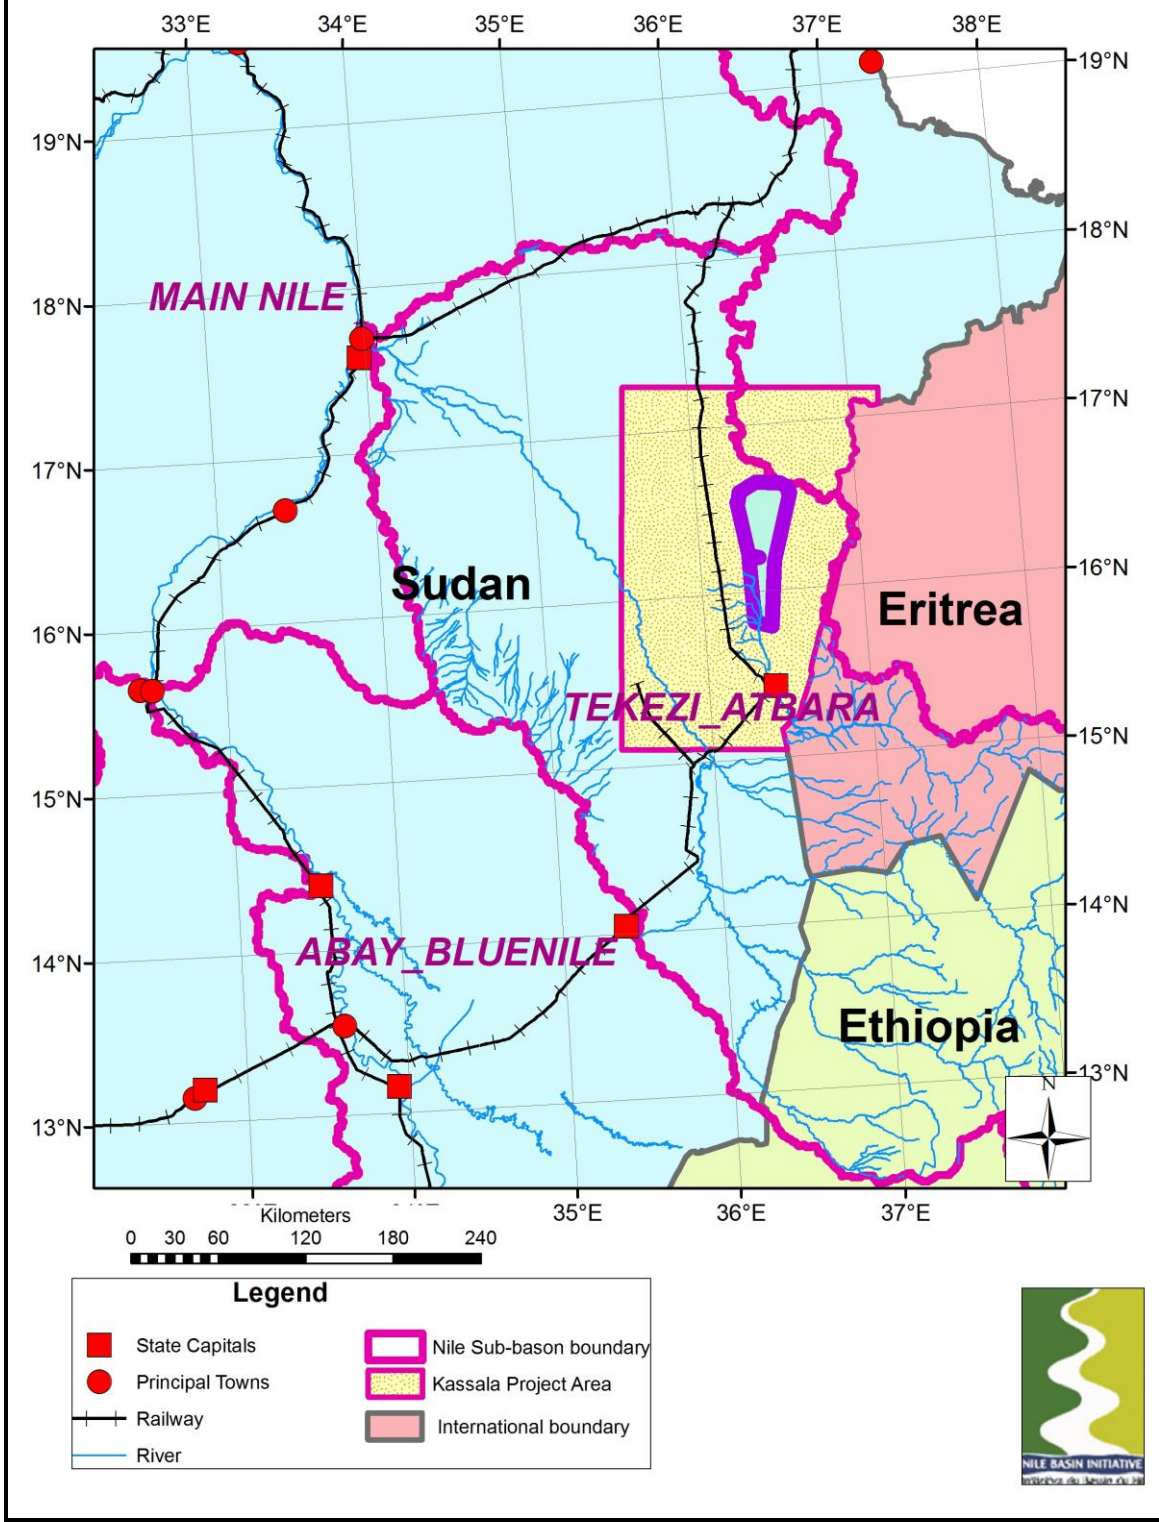 33°E 34°E 35°E 36°E 37°E 38°E
19°N
19°N
18°N
MAIN NILE
18°N
17°N
17°N
16°N
Sudan
Eritrea
16°N
TEKEZI_ATBARA
15°N
15°N
14°N
ABAY_BLUENILE
14°N
Ethiopia
13°N
N
13°N
35°E 36°E 37°E
Kilometers
0 30 60 120 180 240
Legend
State Capitals
Principal Towns
Railway
River
Nile Sub-bason boundary
Kassala Project Area
International boundary
NILE BASIN INITIATIVE